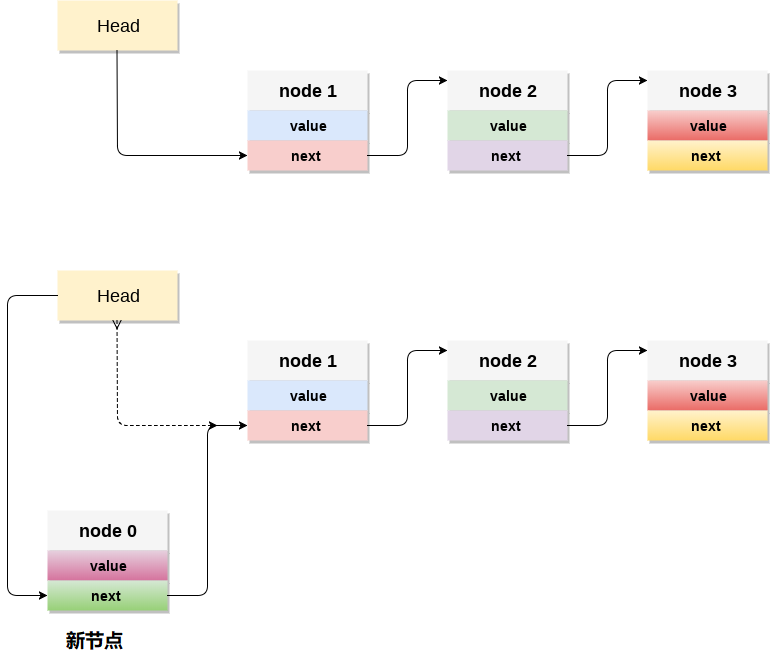 Head
node 1
value
next
node 2
value
next
node 3
value
next
Head
node 1
value
next
node 2
value
next
node 3
value
next
node 0
value
next
新节点